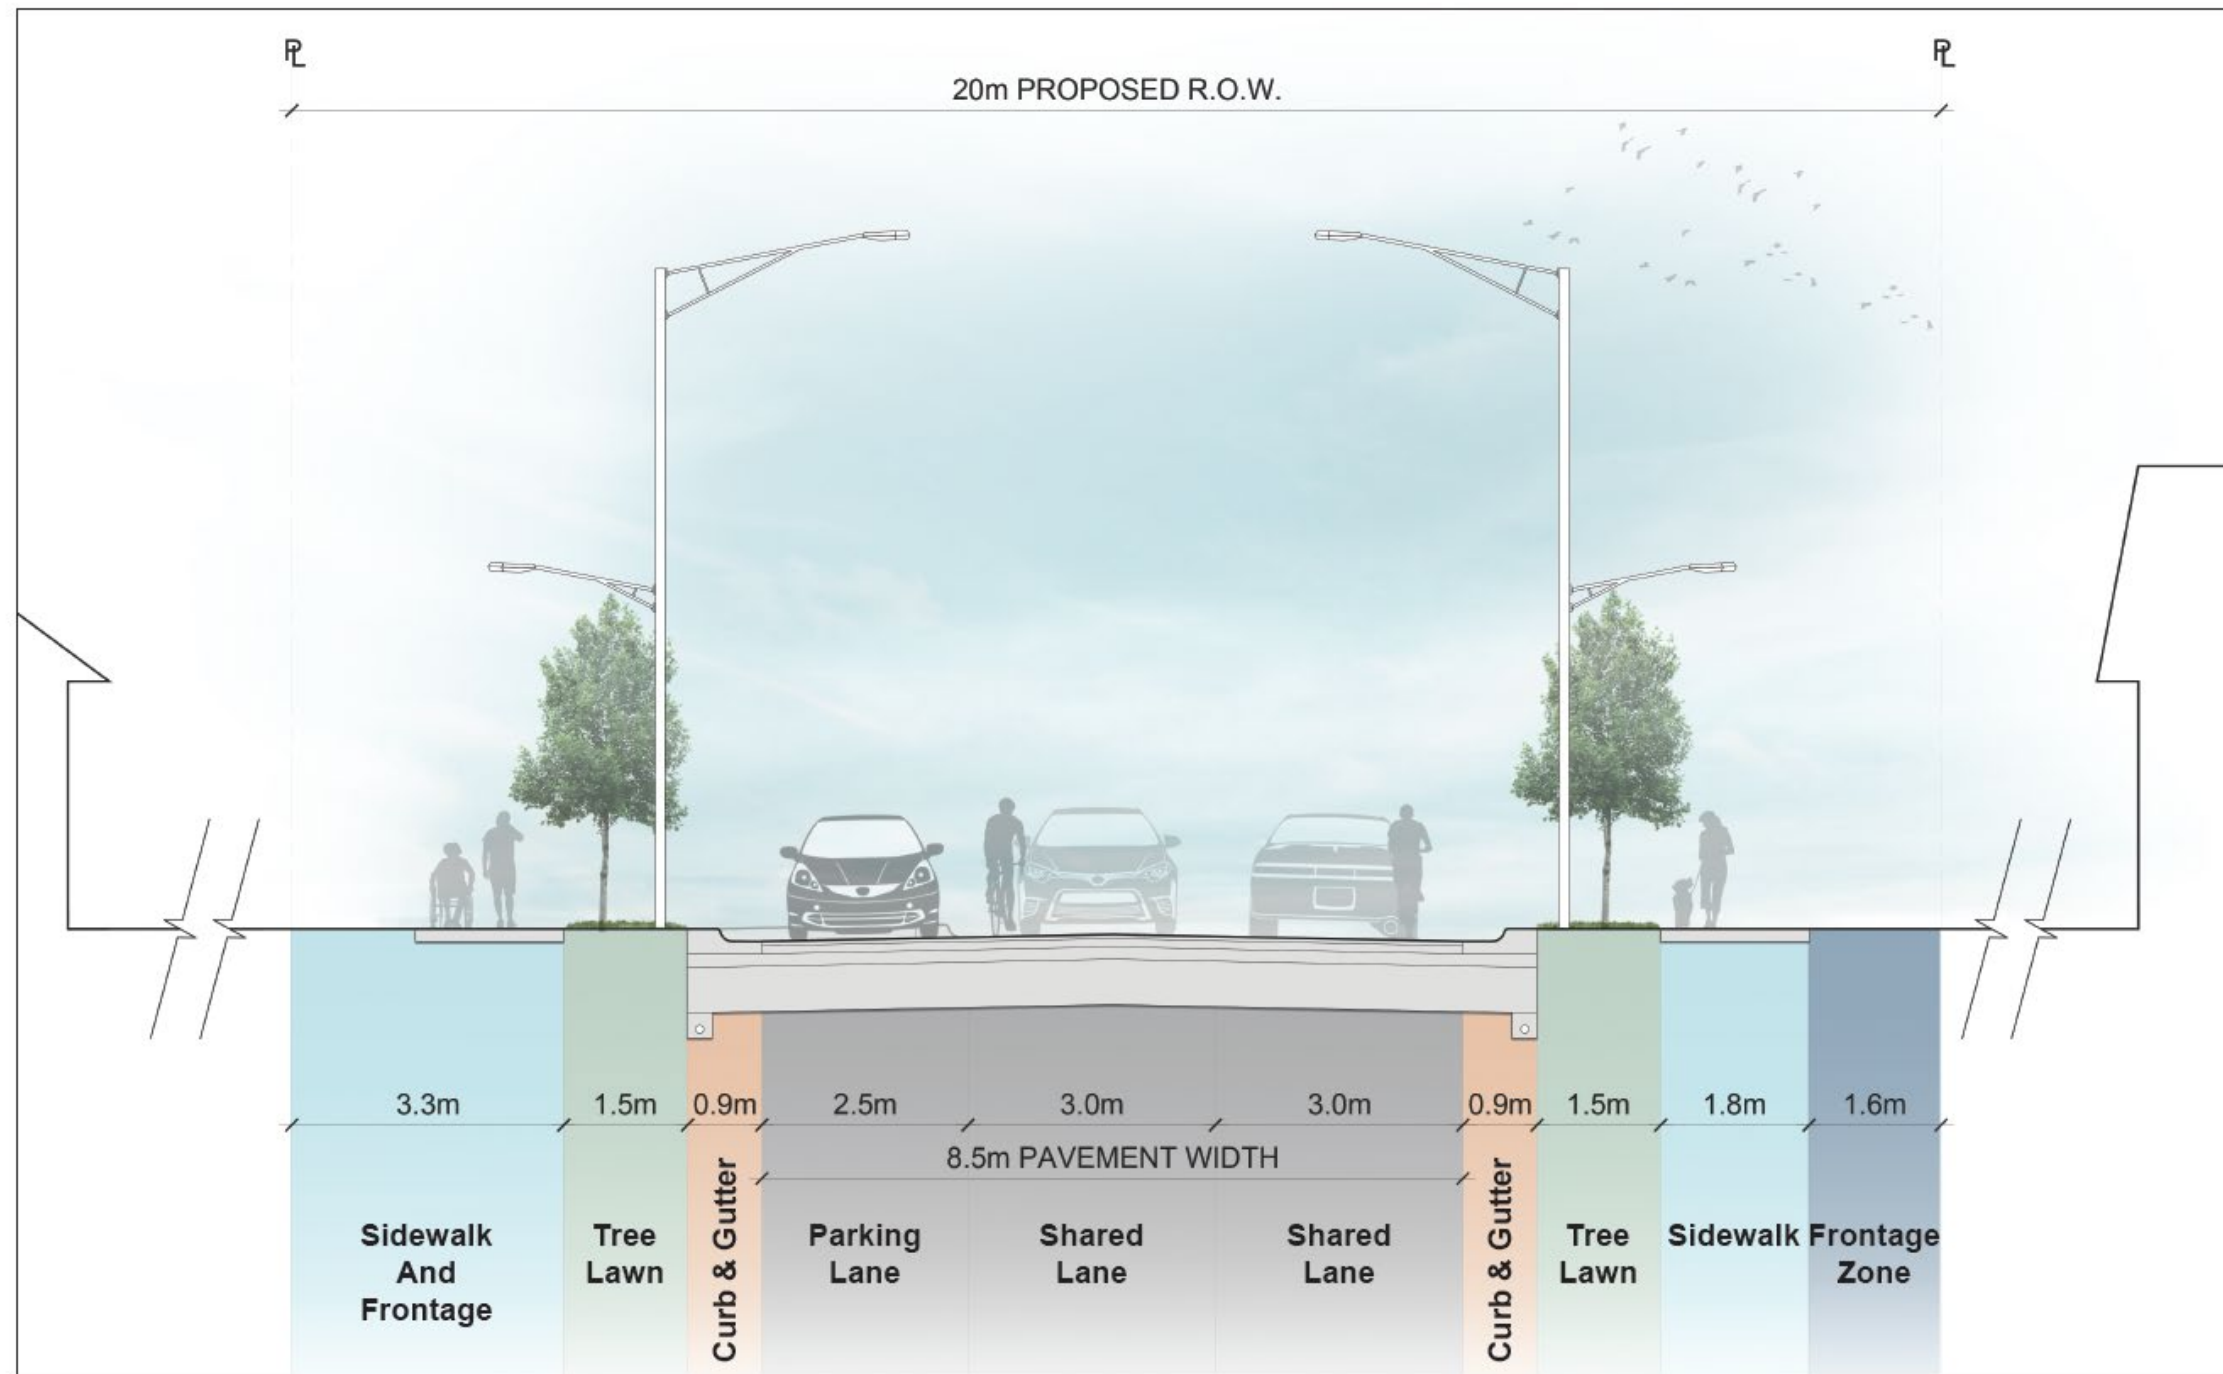 PL
PL
20m PROPOSED R.O.W.
3.3m
1.5m
0.9m
2.5m
3.0m
3.0m
0.9m
1.5m
1.8m
1.6m
8.5m PAVEMENT WIDTH
Sidewalk
And
Frontage
Tree
Lawn
Curb & Gutter
Parking
Lane
Shared
Lane
Shared
Lane
Curb & Gutter
Tree
Lawn
Sidewalk
Frontage
Zone